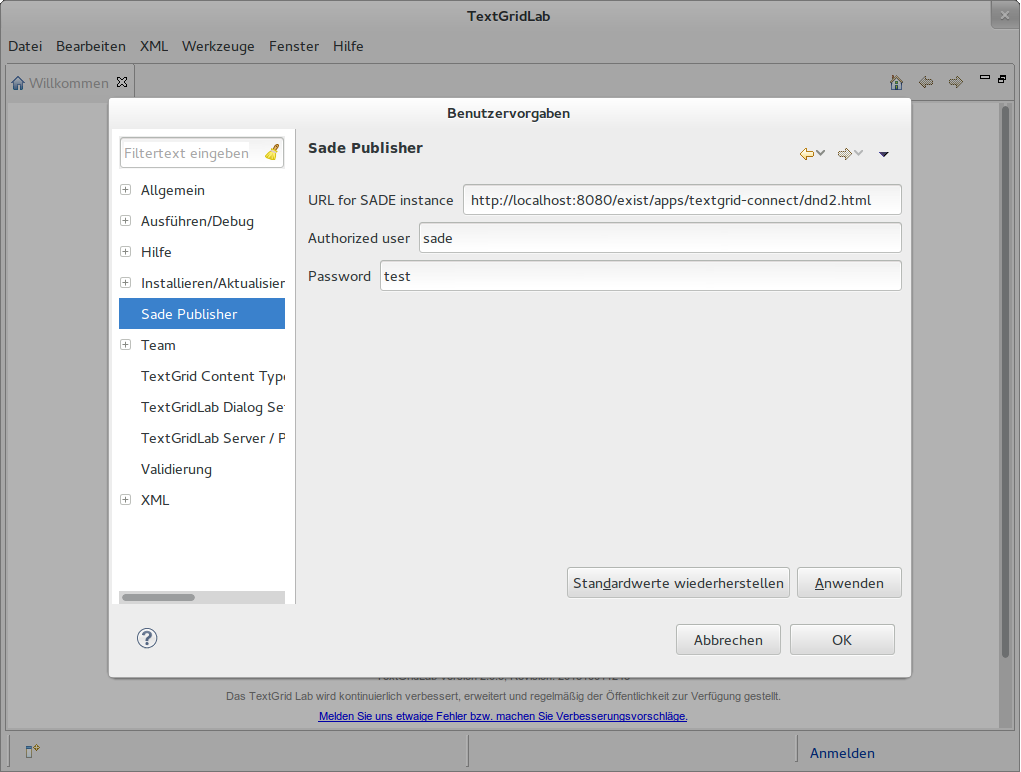 TextGridLab
Datei Bearbeiten XML Werkzeuge Fenster Hilfe
Willkommen
Benutzervorgaben
Filtertext eingeben
Allgemein
Ausführen/Debug
Hilfe
Installieren/Aktualisier
Sade Publisher
Team
TextGrid Content Type
TextGridLab Dialog Se
TextGridLab Server / P
Validierung
XML
Sade Publisher
URL for SADE instance http://localhost:8080/exist/apps/textgrid-connect/dnd2.html
Authorized user sade
Password test
Standardwerte wiederherstellen Anwenden
Abbrechen OK
Das TextGrid Lab wird kontinuierlich verbessert, erweitert und regelmäßig der Öffentlichkeit zur Verfügung gestellt.
Melden Sie uns etwaige Fehler bzw. machen Sie Verbesserungsvorschläge.
Anmelden